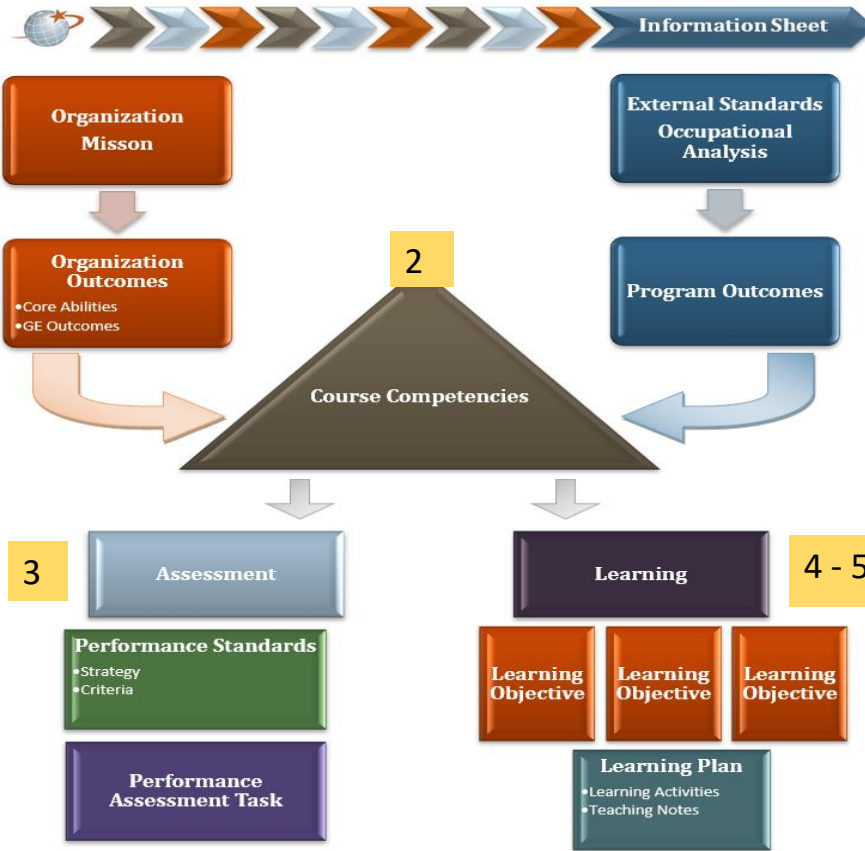 Information Sheet
Organization
Misson
External Standards
Occupational
Analysis
Organization
Outcomes
•Core Abilities
•GE Outcomes
2
Program Outcomes
Course Competencies
3
Assessment
Learning
4 - 5
Performance Standards
•Strategy
•Criteria
Learning
Objective
Learning
Objective
Learning
Objective
Performance
Assessment Task
Learning Plan
•Learning Activities
•Teaching Notes